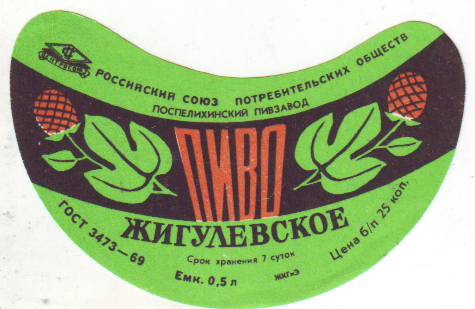 РОССИЙСКИЙ СОЮЗ ПОТРЕБИТЕЛЬСКИХ ОБЩЕСТВ
ПОСПЕЛИХИНСКИЙ ПИВЗАВОД
ПИВО
ЖИГУЛЕВСКОЕ
ГОСТ 3473—69
Срок хранения 7 суток
Емк. 0,5 л
ЖКГ-Э
Цена б/п 25 коп.